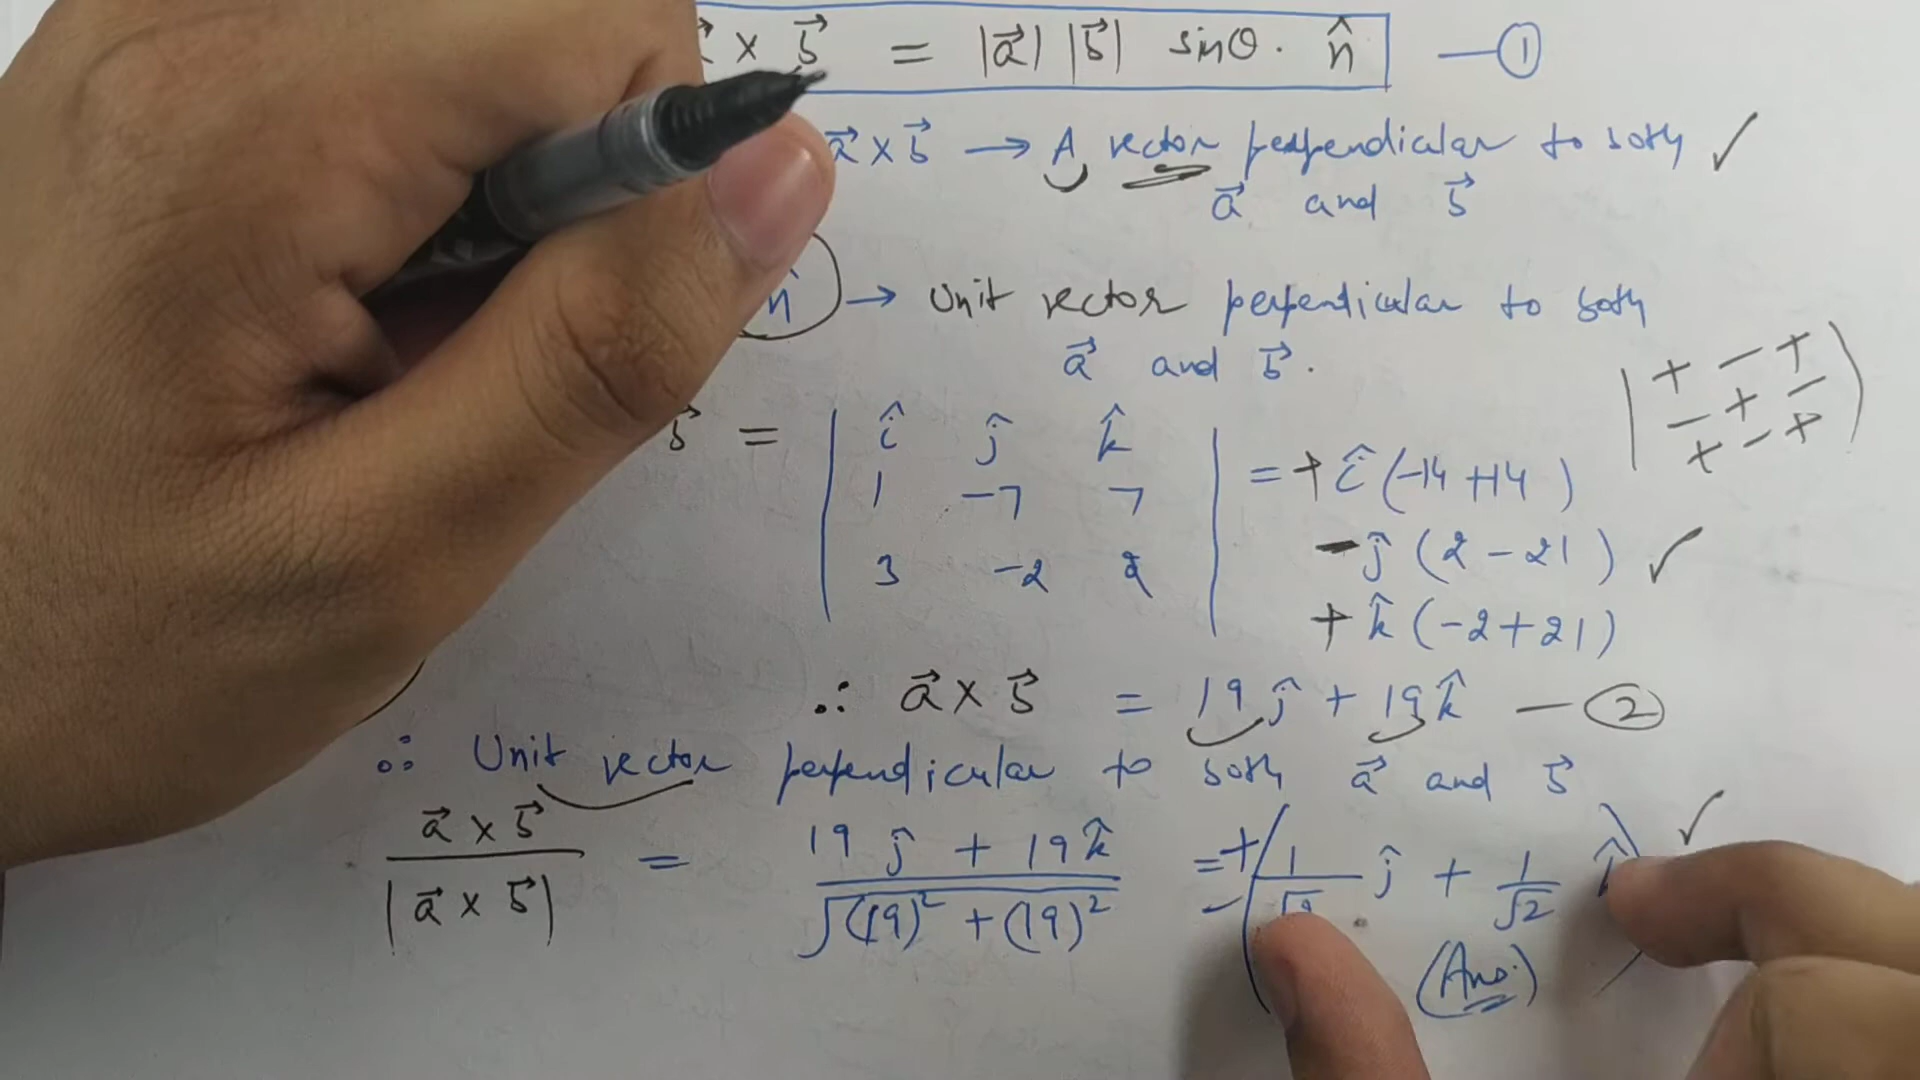 × b⃗ = |a⃗| |b⃗| sinθ · n̂ — ①
a⃗ × b⃗ → A vector perpendicular to both ✓
a⃗ and b⃗
n̂ → Unit vector perpendicular to both
a⃗ and b⃗.
+ − +
− + −
+ − +
b⃗ = | î ĵ k̂ | = + î (-14 +14)
| 1 -7 7 |
- ĵ (2 - 21) ✓
| 3 -2 2 |
+ k̂ (-2+21)
∴ a⃗ × b⃗ = 19 ĵ + 19 k̂ — ②
∴ Unit vector perpendicular to both a⃗ and b⃗
a⃗ × b⃗ / |a⃗ × b⃗| = 19 ĵ + 19 k̂ / √(19)² + (19)² = ± (1/√2 ĵ + 1/√2 k̂) ✓
(Ans.)